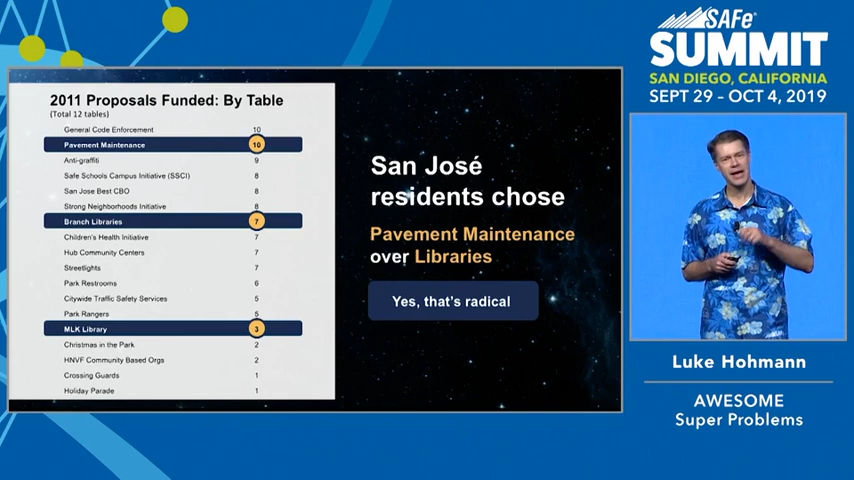 SAFe®
SUMMIT
SAN DIEGO, CALIFORNIA
SEPT 29 – OCT 4, 2019
2011 Proposals Funded: By Table
(Total 12 tables)
General Code Enforcement 10
Pavement Maintenance 10
Anti-graffiti 9
Safe Schools Campaign Initiative (SSCI) 8
San Jose Best CBO 8
Strong Neighborhoods Initiative 8
Branch Libraries 7
Children's Health Initiative 7
Hub Community Centers 7
Streetlights 7
Park Restrooms 6
Citywide Traffic Safety Services 5
Park Rangers 5
MLK Library 3
Christmas in the Park 2
HNVF Community Based Orgs 2
Crossing Guards 1
Holiday Parade 1
San José
residents chose
Pavement Maintenance
over Libraries
Yes, that's radical
Luke Hohmann
AWESOME
Super Problems